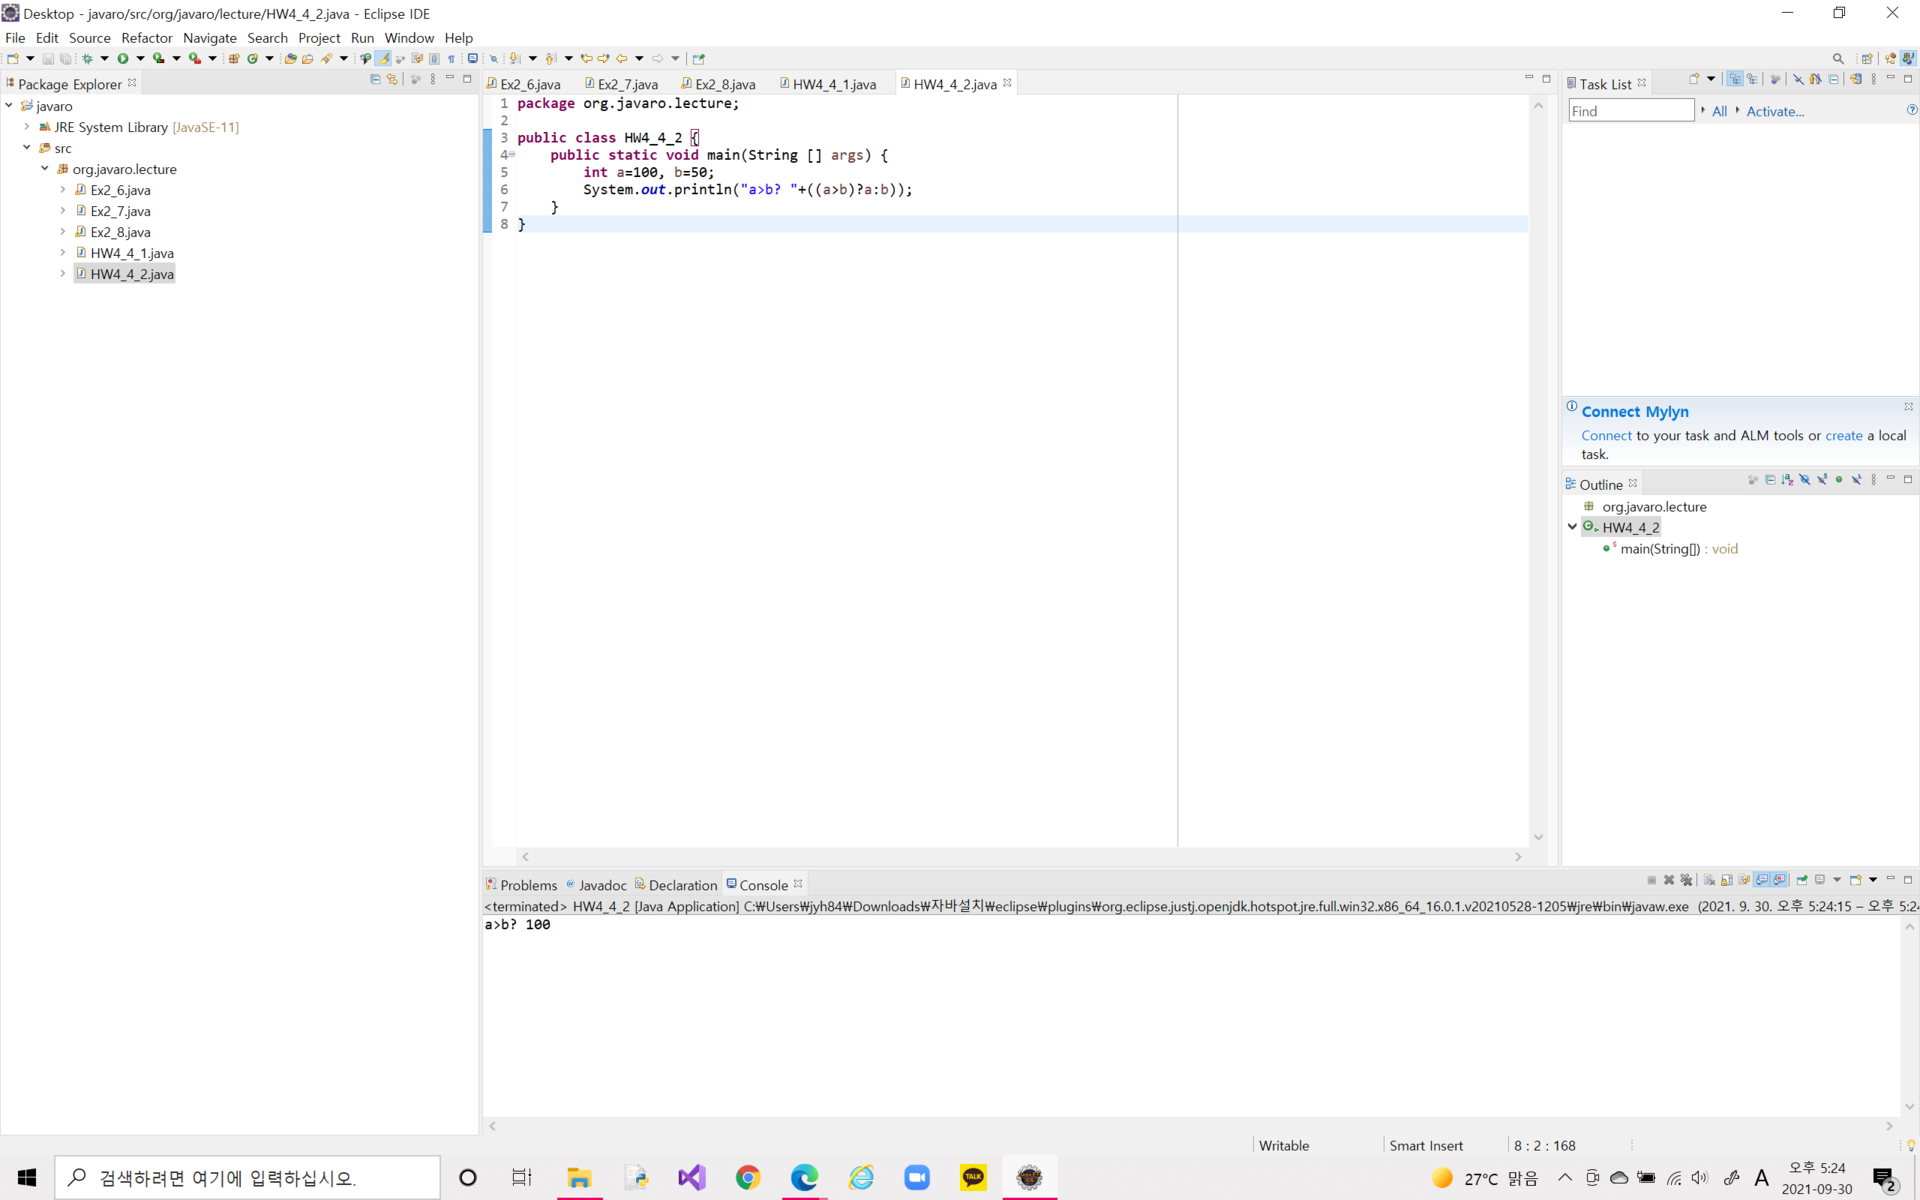 Desktop - javaro/src/org/javaro/lecture/HW4_4_2.java - Eclipse IDE
File Edit Source Refactor Navigate Search Project Run Window Help
Package Explorer
javaro
JRE System Library [JavaSE-11]
src
org.javaro.lecture
Ex2_6.java
Ex2_7.java
Ex2_8.java
HW4_4_1.java
HW4_4_2.java
Ex2_6.java Ex2_7.java Ex2_8.java HW4_4_1.java HW4_4_2.java
1 package org.javaro.lecture;
2
3 public class HW4_4_2 {
4 public static void main(String [] args) {
5 int a=100, b=50;
6 System.out.println("a>b? "+((a>b)?a:b));
7 }
8 }
Task List
Find All Activate...
Connect Mylyn
Connect to your task and ALM tools or create a local
task.
Outline
org.javaro.lecture
HW4_4_2
main(String[]) : void
Problems Javadoc Declaration Console
<terminated> HW4_4_2 [Java Application] C:₩Users₩jyh84₩Downloads₩자바설치₩eclipse₩plugins₩org.eclipse.justj.openjdk.hotspot.jre.full.win32.x86_64_16.0.1.v20210528-1205₩jre₩bin₩javaw.exe (2021. 9. 30. 오후 5:24:15 – 오후 5:24
a>b? 100
Writable Smart Insert 8 : 2 : 168
검색하려면 여기에 입력하십시오.
TALK
27°C 맑음
A
오후 5:24
2021-09-30
2